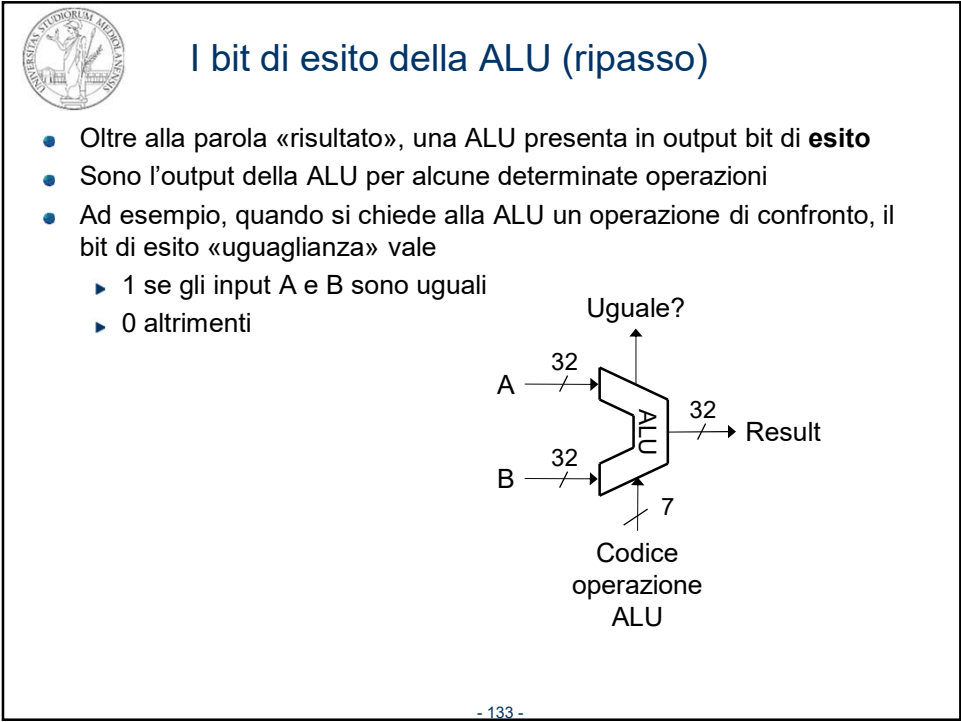 UNIVERSITAS STUDIORUM MEDIOLANENSIS
I bit di esito della ALU (ripasso)
Oltre alla parola «risultato», una ALU presenta in output bit di esito
Sono l’output della ALU per alcune determinate operazioni
Ad esempio, quando si chiede alla ALU un operazione di confronto, il
bit di esito «uguaglianza» vale
1 se gli input A e B sono uguali
0 altrimenti
Uguale?
32
A
ALU
32
Result
32
B
7
Codice
operazione
ALU
- 133 -